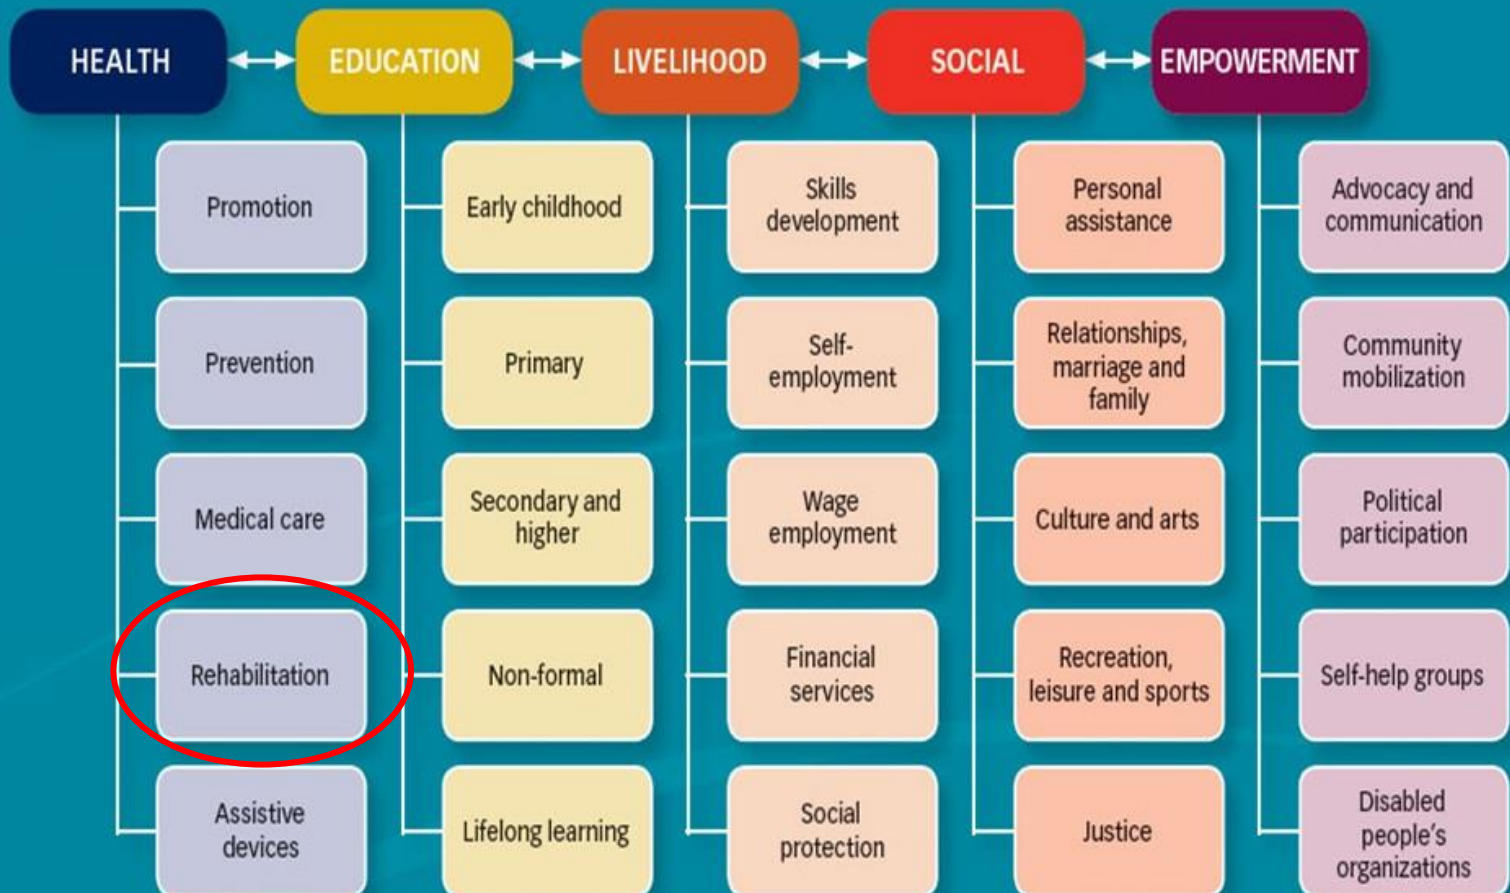 HEALTH
EDUCATION
LIVELIHOOD
SOCIAL
EMPOWERMENT
Promotion
Prevention
Medical care
Rehabilitation
Assistive
devices
Early childhood
Primary
Secondary and
higher
Non-formal
Lifelong learning
Skills
development
Self-
employment
Wage
employment
Financial
services
Social
protection
Personal
assistance
Relationships,
marriage and
family
Culture and arts
Recreation,
leisure and sports
Justice
Advocacy and
communication
Community
mobilization
Political
participation
Self-help groups
Disabled
people's
organizations